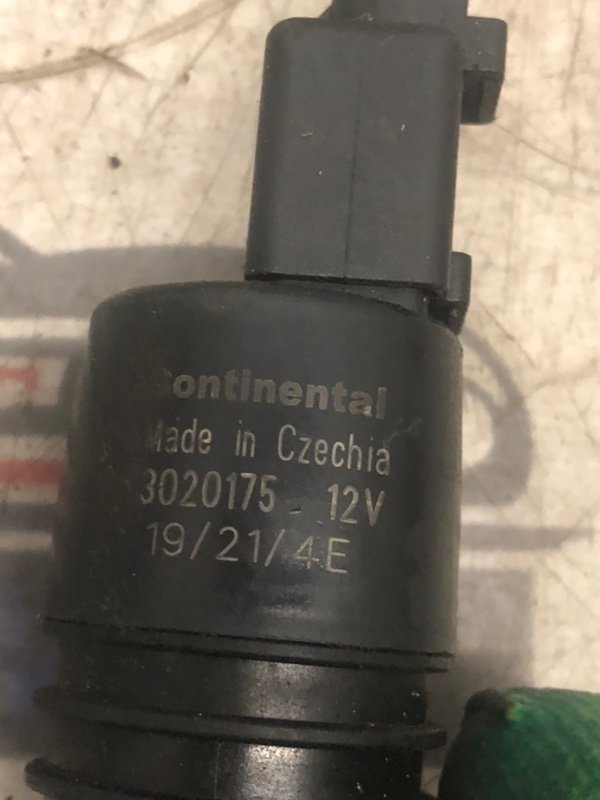 Continental
Made in Czechia
3020175 12V
19/21/4E